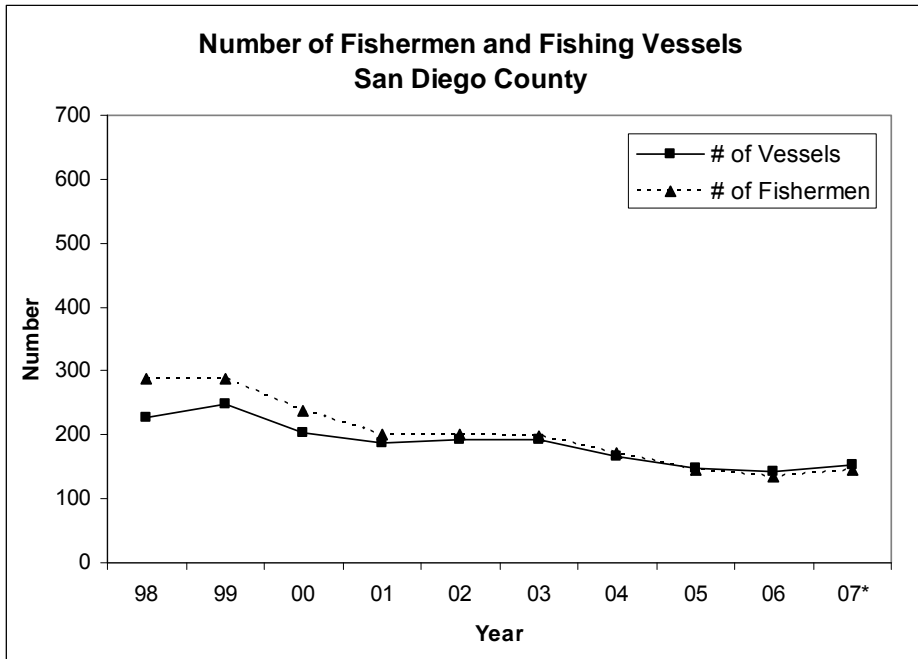 Number of Fishermen and Fishing Vessels
San Diego County
700
600
500
400
300
200
100
0
Number
# of Vessels
# of Fishermen
98 99 00 01 02 03 04 05 06 07*
Year